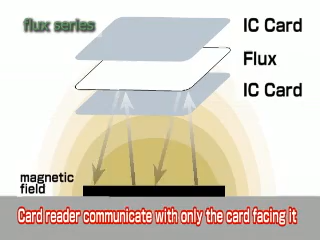 flux series
IC Card
Flux
IC Card
magnetic
field
Card reader communicate with only the card facing it